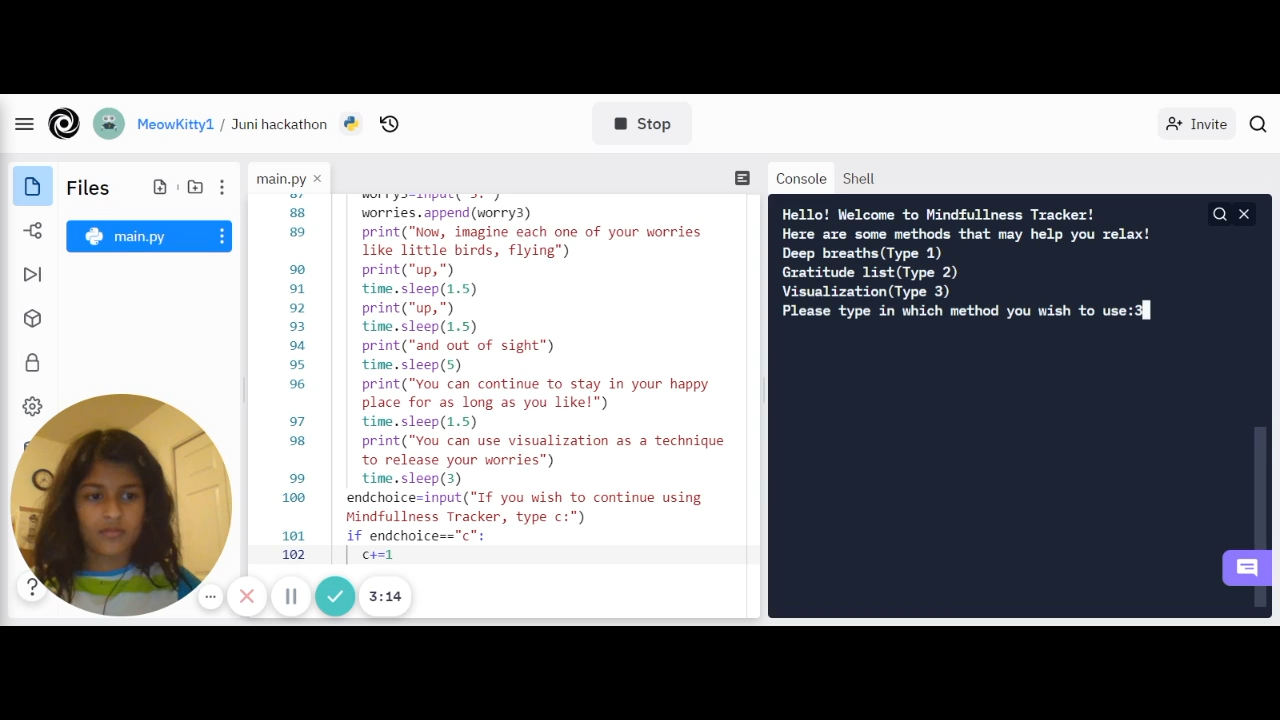 MeowKitty1 / Juni hackathon
Stop
Invite
Files
main.py
main.py
Console
Shell
87 worry3=input("3:")
88 worries.append(worry3)
89 print("Now, imagine each one of your worries
like little birds, flying")
90 print("up,")
91 time.sleep(1.5)
92 print("up,")
93 time.sleep(1.5)
94 print("and out of sight")
95 time.sleep(5)
96 print("You can continue to stay in your happy
place for as long as you like!")
97 time.sleep(1.5)
98 print("You can use visualization as a technique
to release your worries")
99 time.sleep(3)
100 endchoice=input("If you wish to continue using
Mindfullness Tracker, type c:")
101 if endchoice=="c":
102 c+=1
Hello! Welcome to Mindfullness Tracker!
Here are some methods that may help you relax!
Deep breaths(Type 1)
Gratitude list(Type 2)
Visualization(Type 3)
Please type in which method you wish to use:3
?
3:14